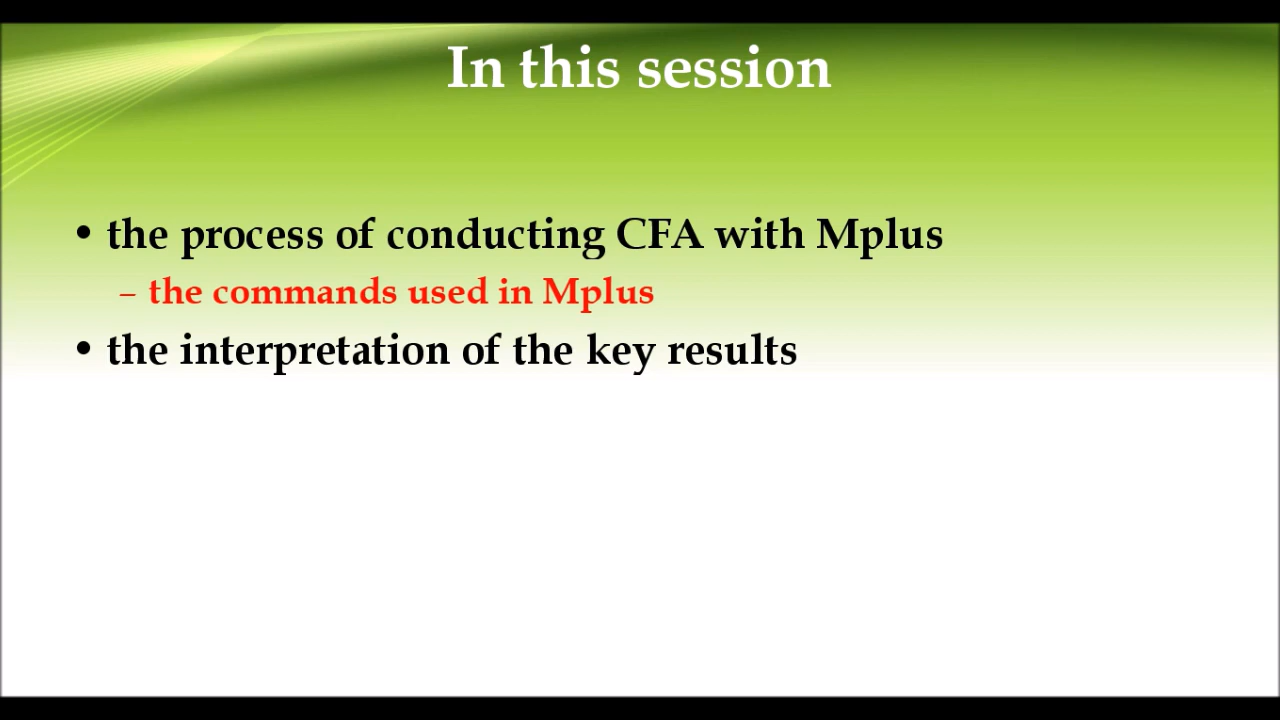 In this session
• the process of conducting CFA with Mplus
– the commands used in Mplus
• the interpretation of the key results